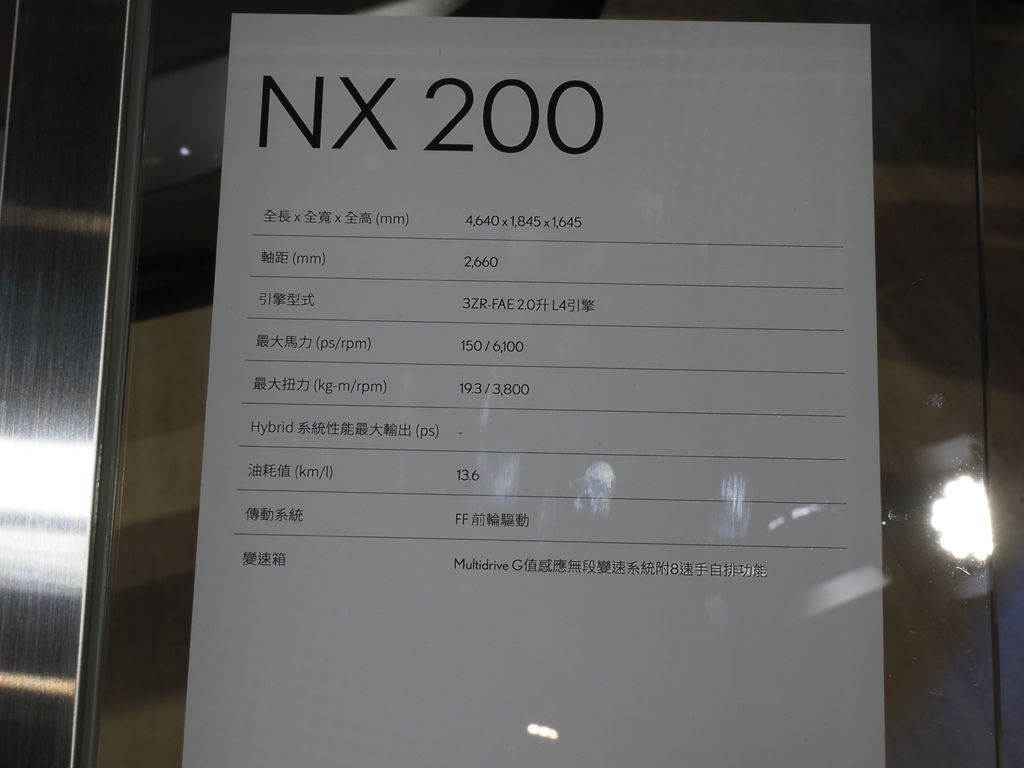 NX 200
全長 x 全寬 x 全高 (mm) 4,640 x 1,845 x 1,645
軸距 (mm) 2,660
引擎型式 3ZR-FAE 2.0升 L4引擎
最大馬力 (ps/rpm) 150 / 6,100
最大扭力 (kg-m/rpm) 19.3 / 3,800
Hybrid 系統性能最大輸出 (ps) -
油耗值 (km/l) 13.6
傳動系統 FF 前輪驅動
變速箱 Multidrive G值感應無段變速系統附8速手自排功能